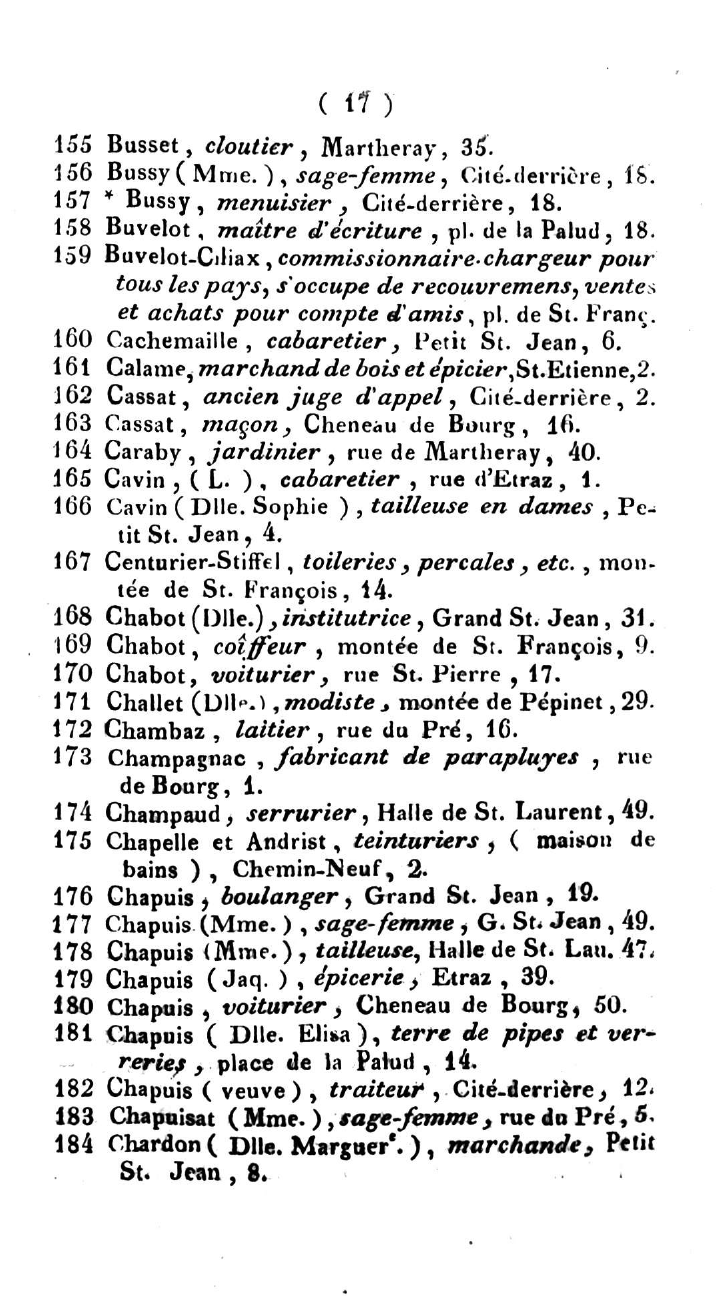 ( 17 )
155 Busset, cloutier, Martheray, 35.
156 Bussy (Mme.), sage-femme, Cité-derrière, 18.
157 * Bussy, menuisier, Cité-derrière, 18.
158 Buvelot, maître d'écriture, pl. de la Palud, 18.
159 Buvelot-Ciliax, commissionnaire-chargeur pour
tous les pays, s'occupe de recouvremens, ventes
et achats pour compte d'amis, pl. de St. Franç.
160 Cachemaille, cabaretier, Petit St. Jean, 6.
161 Calame, marchand de bois et épicier, St. Etienne, 2.
162 Cassat, ancien juge d'appel, Cité-derrière, 2.
163 Cassat, maçon, Cheneau de Bourg, 16.
164 Caraby, jardinier, rue de Martheray, 40.
165 Cavin, (L.), cabaretier, rue d'Etraz, 1.
166 Cavin (Dlle. Sophie), tailleuse en dames, Pe-
tit St. Jean, 4.
167 Centurier-Stiffel, toileries, percales, etc., mon-
tée de St. François, 14.
168 Chabot (Dlle.), institutrice, Grand St. Jean, 31.
169 Chabot, coîffeur, montée de St. François, 9.
170 Chabot, voiturier, rue St. Pierre, 17.
171 Challet (Dlle.), modiste, montée de Pépinet, 29.
172 Chambaz, laitier, rue du Pré, 16.
173 Champagnac, fabricant de parapluyes, rue
de Bourg, 1.
174 Champaud, serrurier, Halle de St. Laurent, 49.
175 Chapelle et Andrist, teinturiers, (maison de
bains), Chemin-Neuf, 2.
176 Chapuis, boulanger, Grand St. Jean, 19.
177 Chapuis (Mme.), sage-femme, G. St. Jean, 49.
178 Chapuis (Mme.), tailleuse, Halle de St. Lau. 47.
179 Chapuis (Jaq.), épicerie, Etraz, 39.
180 Chapuis, voiturier, Cheneau de Bourg, 50.
181 Chapuis (Dlle. Elisa), terre de pipes et ver-
reries, place de la Palud, 14.
182 Chapuis (veuve), traiteur, Cité-derrière, 12.
183 Chapuisat (Mme.), sage-femme, rue du Pré, 5.
184 Chardon (Dlle. Marguer<sup>e</sup>.), marchande, Petit
St. Jean, 8.